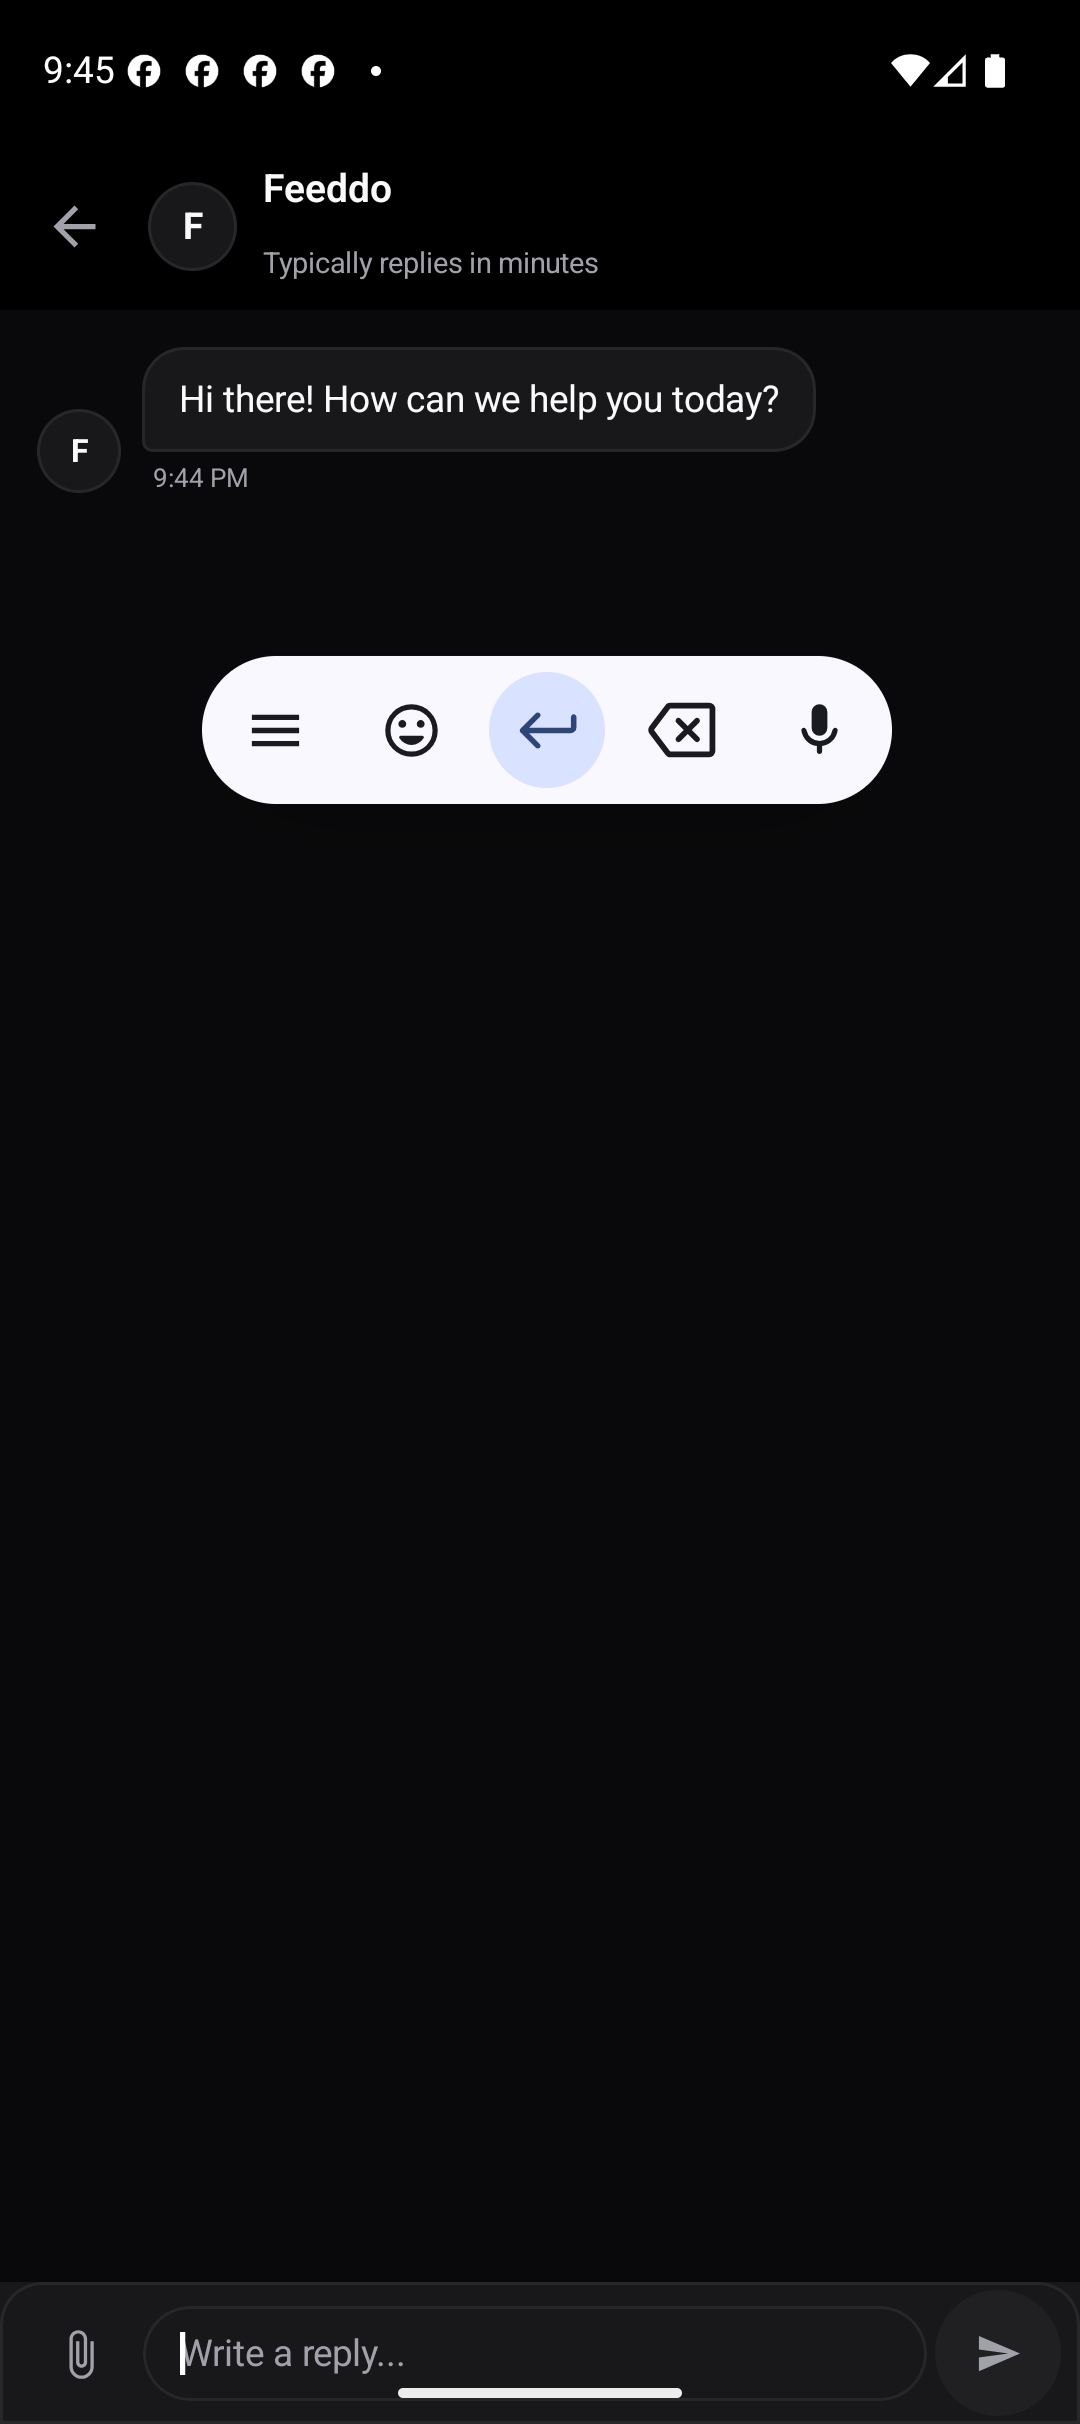 9:45
F
Feeddo
Typically replies in minutes
Hi there! How can we help you today?
F
9:44 PM
Write a reply...